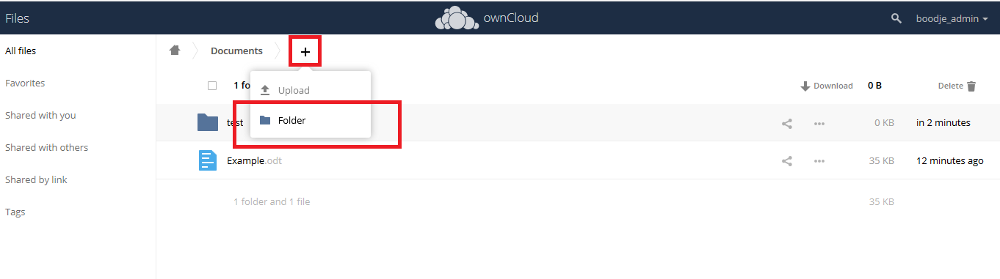 Files
ownCloud
boodje_admin
All files
Favorites
Shared with you
Shared with others
Shared by link
Tags
Documents
+
1 fo
Download
0 B
Delete
Upload
Folder
test
0 KB
in 2 minutes
Example.odt
35 KB
12 minutes ago
1 folder and 1 file
35 KB